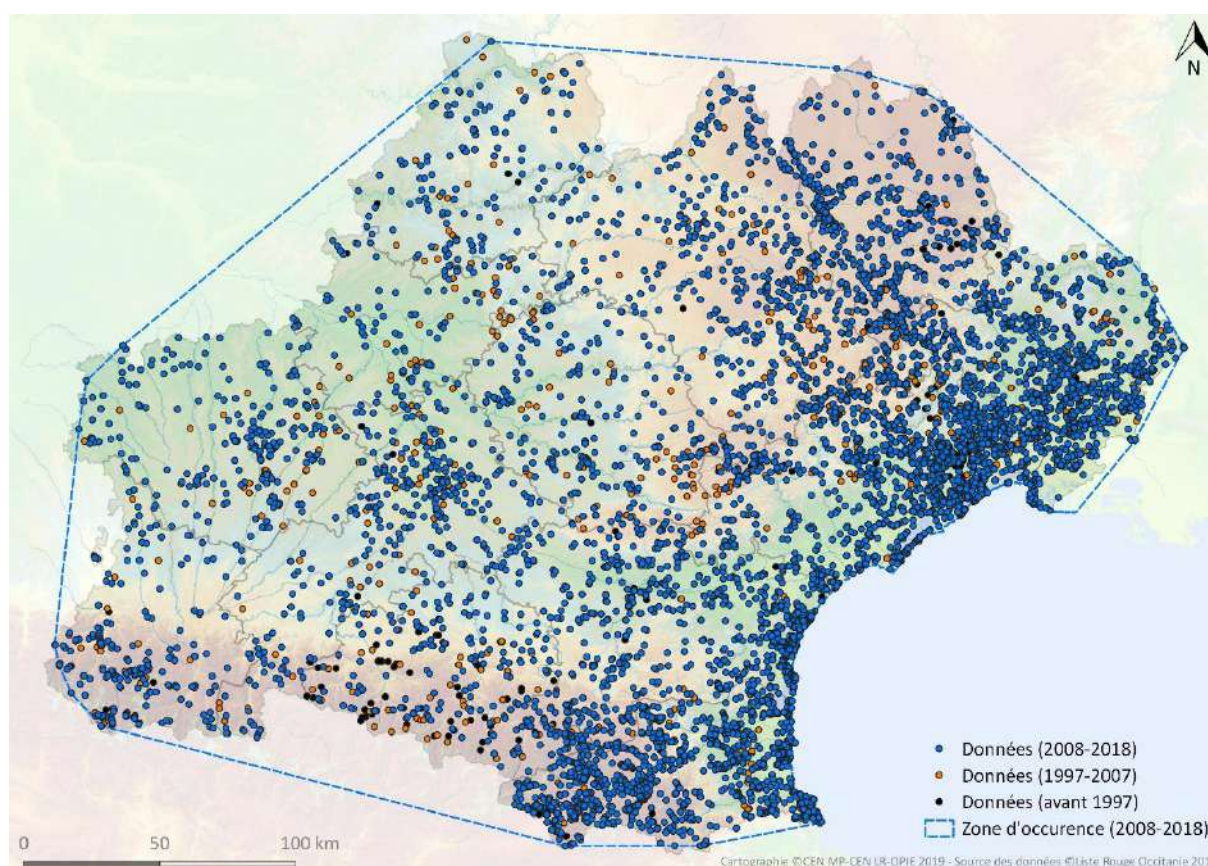 N
Données (2008-2018)
Données (1997-2007)
Données (avant 1997)
Zone d'occurence (2008-2018)
0 50 100 km
Cartographie ©CEN MP-CEN LR-OPIE 2019 - Source des données ©Liste Rouge Occitanie 201